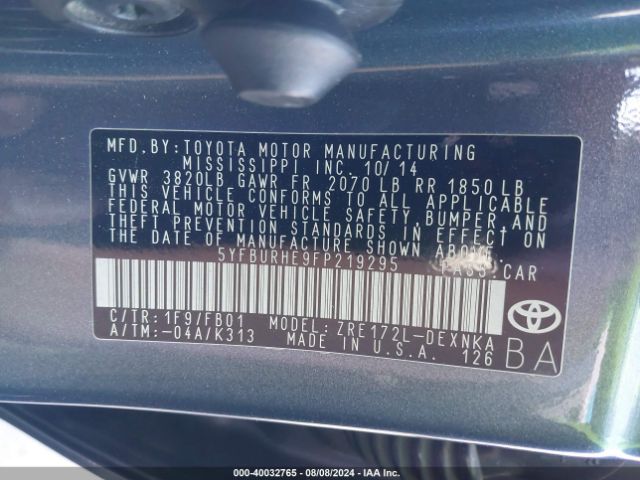 MFD.BY:TOYOTA MOTOR MANUFACTURING
MISSISSIPPI INC. 10/14
GVWR 3820LB GAWR FR 2070 LB RR 1850 LB
THIS VEHICLE CONFORMS TO ALL APPLICABLE
FEDERAL MOTOR VEHICLE SAFETY, BUMPER, AND
THEFT PREVENTION STANDARDS IN EFFECT ON
THE DATE OF MANUFACTURE SHOWN ABOVE.
5YFBURHE9FP219295 PASS.CAR
C/TR: 1F9/FB01 MODEL: ZRE172L-DEXNKA
A/TM: -04A/K313 MADE IN U.S.A. 126
BA
TOYOTA
000-40032765 - 08/08/2024 - IAA Inc.